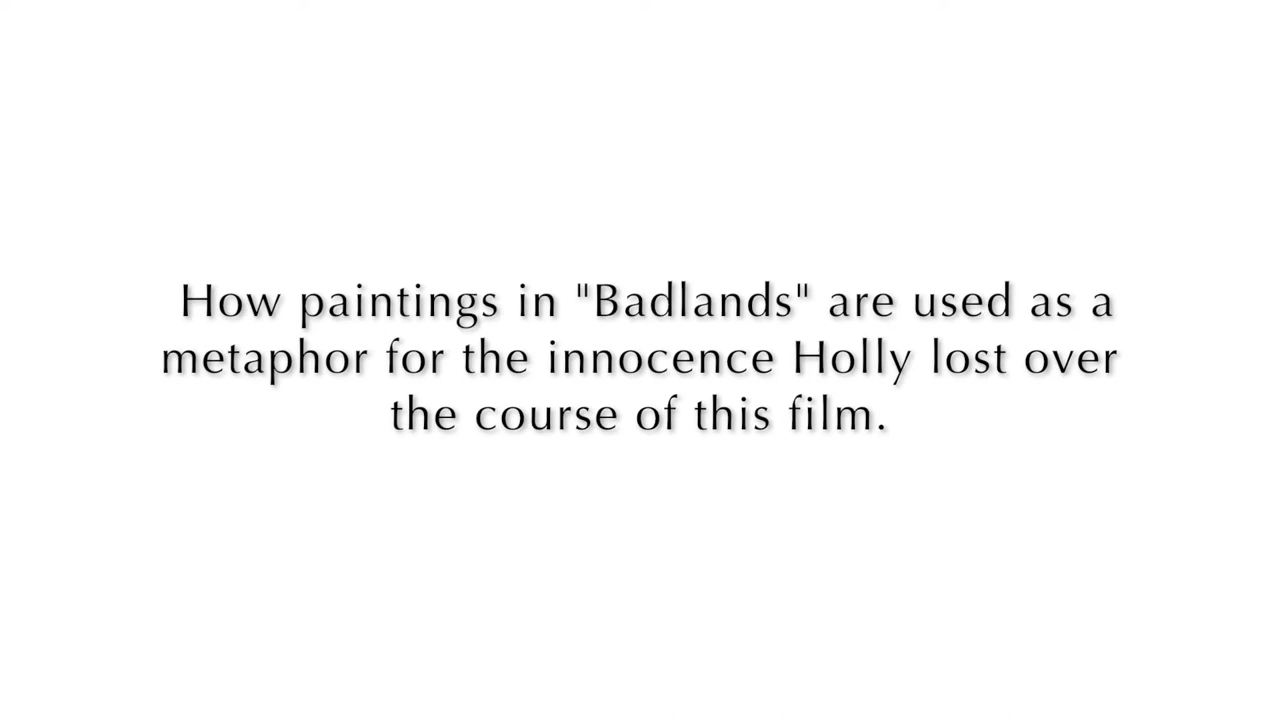 How paintings in "Badlands" are used as a
metaphor for the innocence Holly lost over
the course of this film.